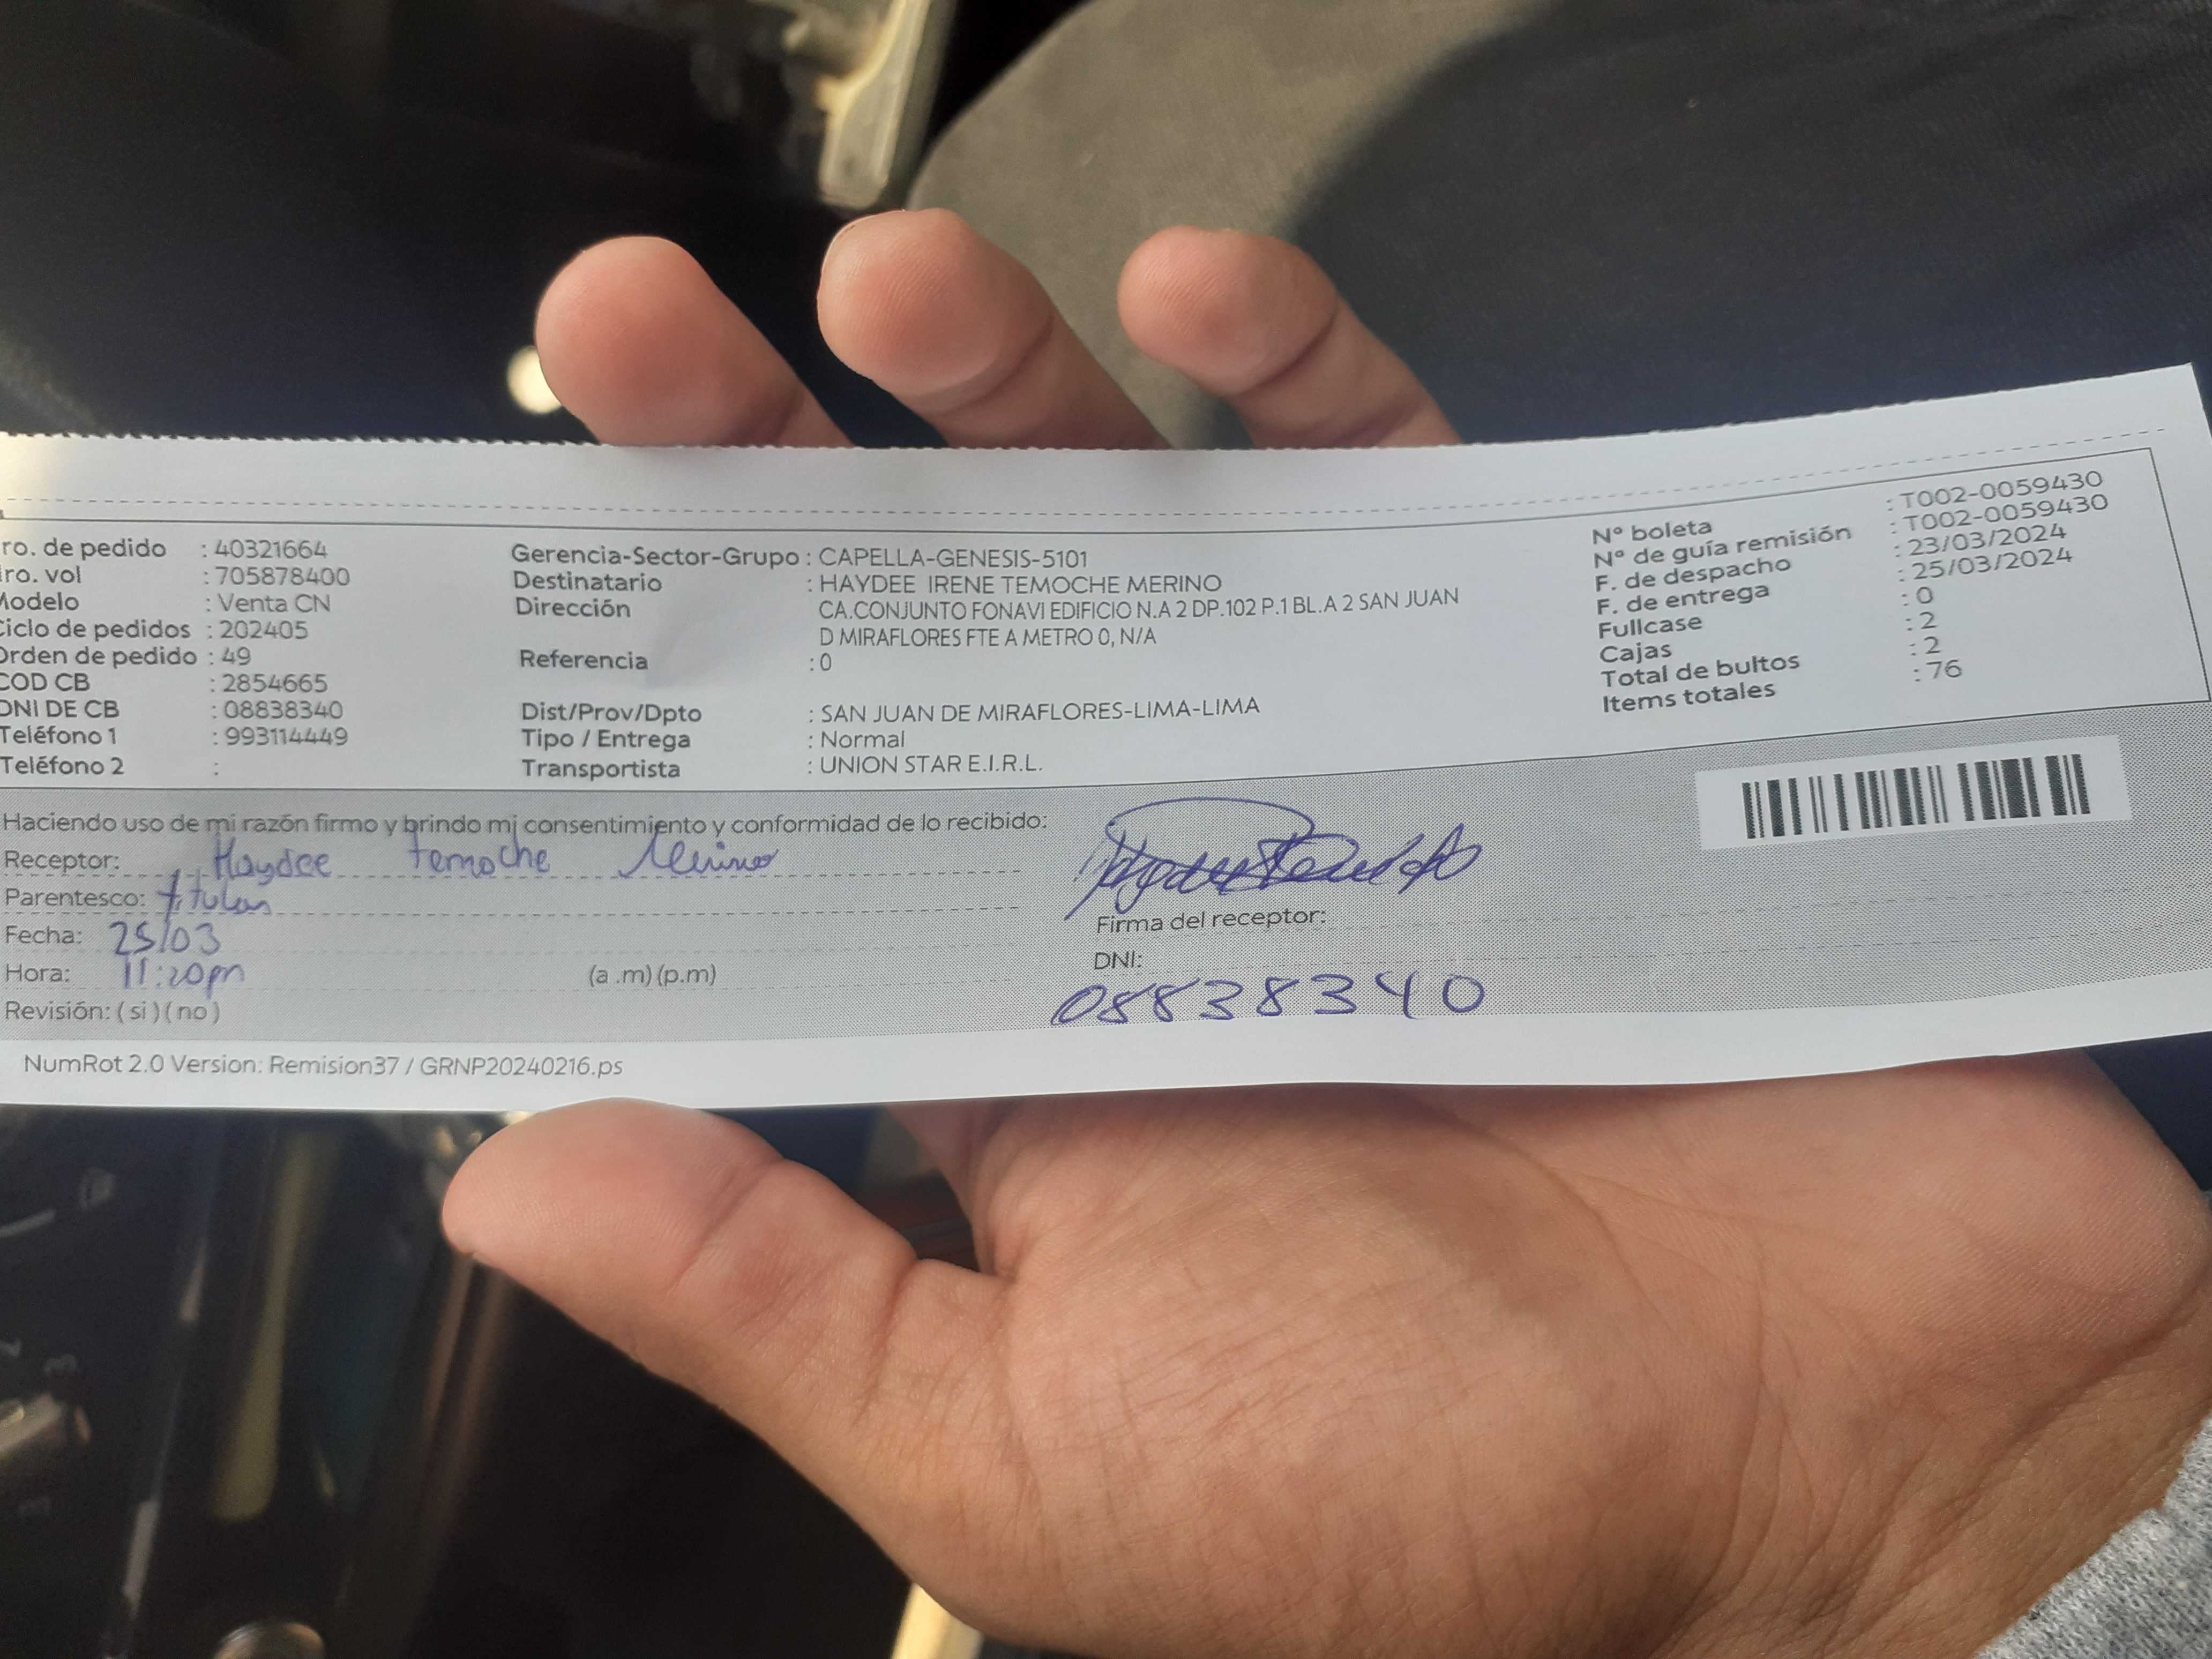 ro. de pedido : 40321664
ro. vol : 705878400
Modelo : Venta CN
Ciclo de pedidos : 202405
Orden de pedido : 49
COD CB : 2854665
DNI DE CB : 08838340
Teléfono 1 : 993114449
Teléfono 2 :
Gerencia-Sector-Grupo : CAPELLA-GENESIS-5101
Destinatario : HAYDEE IRENE TEMOCHE MERINO
Dirección CA.CONJUNTO FONAVI EDIFICIO N.A 2 DP.102 P.1 BL.A 2 SAN JUAN
D MIRAFLORES FTE A METRO 0, N/A
Referencia : 0
Dist/Prov/Dpto : SAN JUAN DE MIRAFLORES-LIMA-LIMA
Tipo / Entrega : Normal
Transportista : UNION STAR E.I.R.L.
Nº boleta : T002-0059430
Nº de guía remisión : T002-0059430
F. de despacho : 23/03/2024
F. de entrega : 25/03/2024
Fullcase : 0
Cajas : 2
Total de bultos : 2
Items totales : 76
Haciendo uso de mi razón firmo y brindo mi consentimiento y conformidad de lo recibido:
Receptor: Haydee Temoche Merino
Parentesco: titular
Fecha: 25/03
Hora: 11:20pm (a .m) (p.m)
Revisión: ( si ) ( no )
Firma del receptor:
DNI:
08838340
NumRot 2.0 Version: Remision37 / GRNP20240216.ps